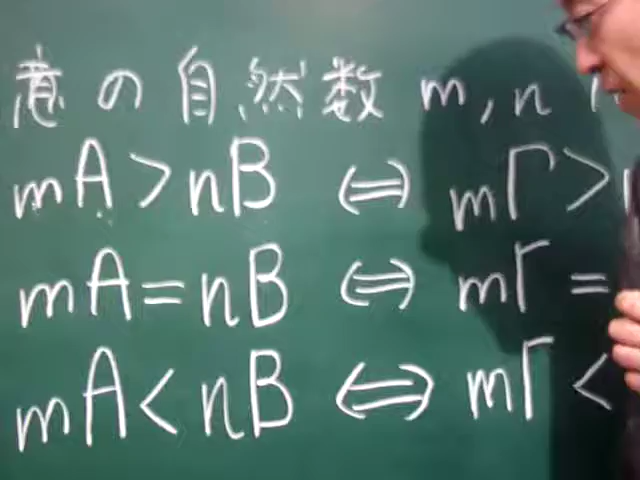 意の自然数 m, n
mA > nB ⇔ mΓ >
mA = nB ⇔ mΓ =
mA < nB ⇔ mΓ <